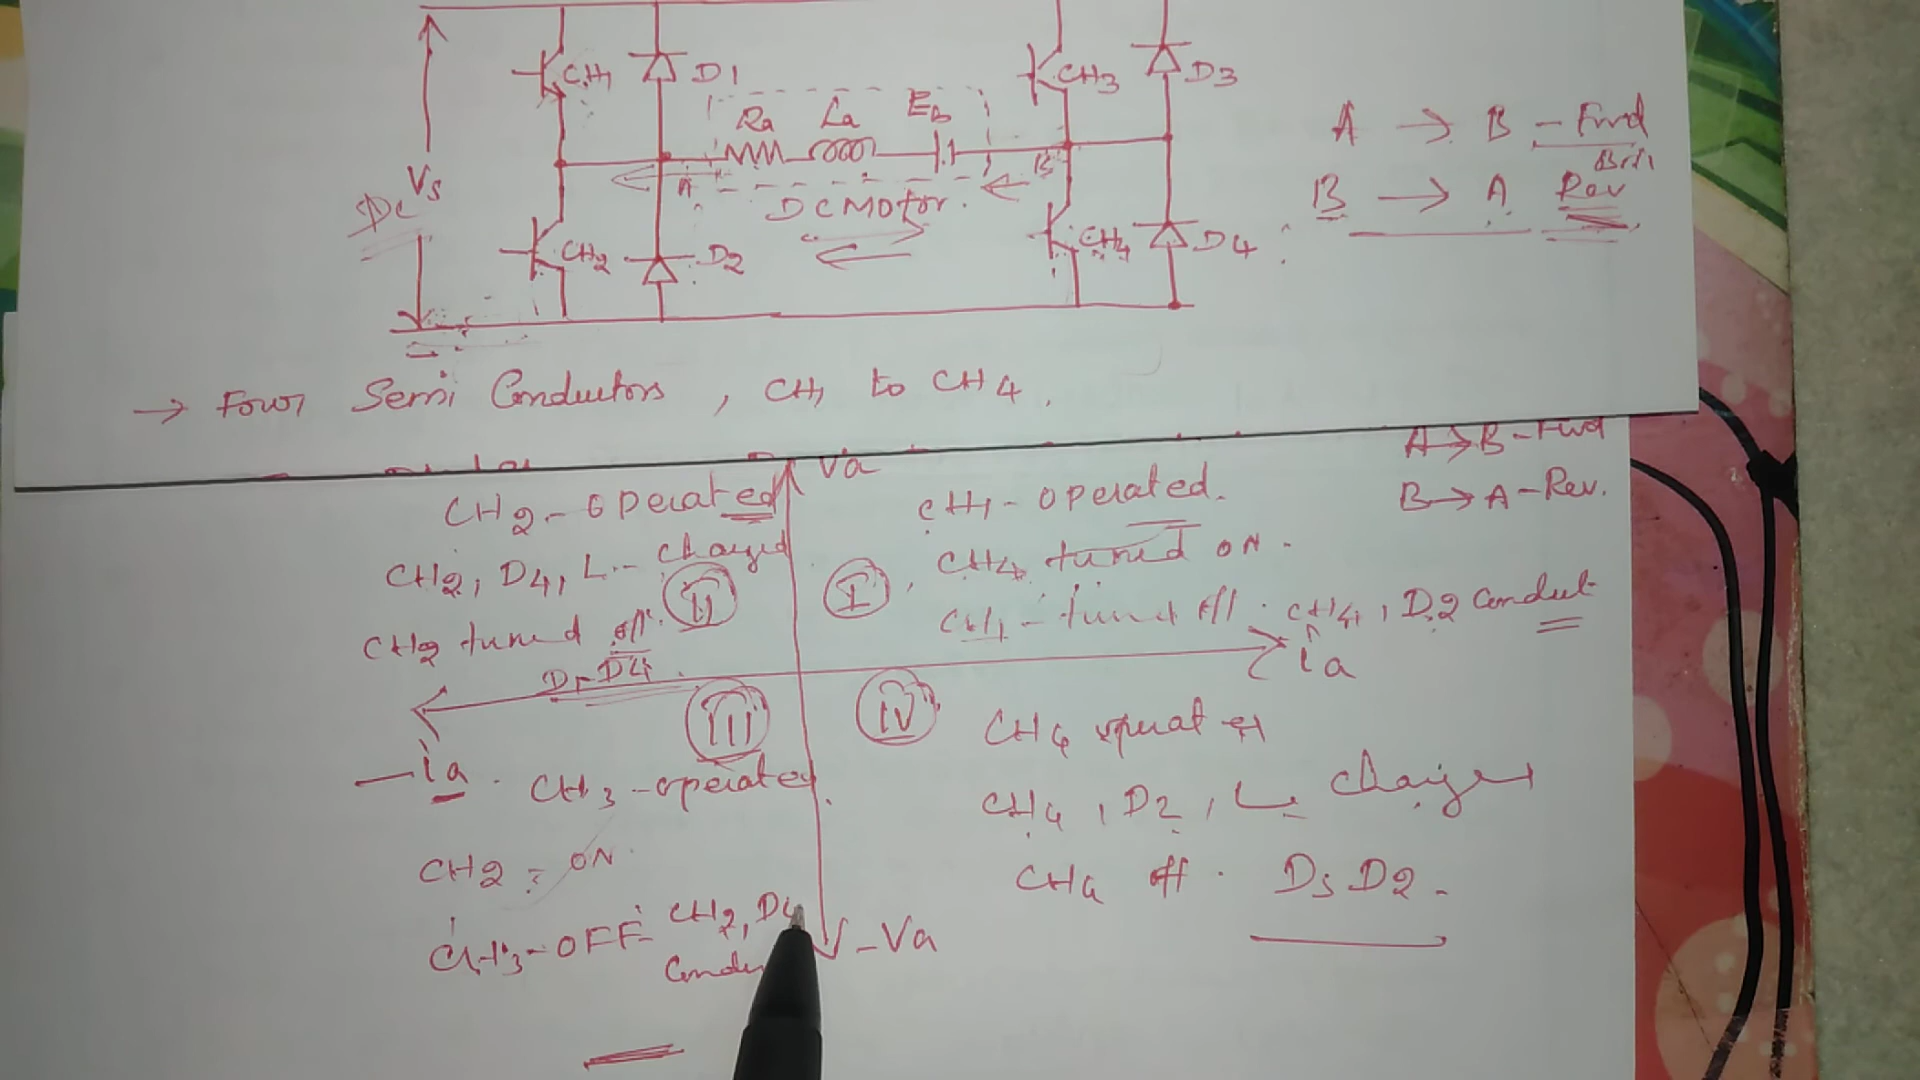 CH1 D1
Ra La Eb
CH3 D3
Vs
DC
A B
DC Motor.
CH2 D2
CH4 D4
A → B - Fwd
B → A Rev
→ Four Semi Conductors, CH1 to CH4.
Va
A → B - Fwd
B → A - Rev.
CH2 - operated
CH2, D4, L - charged
CH2 turned off.
D1 D4.
II
I
CH1 - operated.
CH4 turned ON -
CH1 - turned off. CH4, D2 Conduct
ia
-ia.
III
CH3 - operated
CH2 = ON
CH3 - OFF - CH2, D4
IV
CH4 operated
CH4, D2, L charged
CH4 off. D3 D2.
-Va